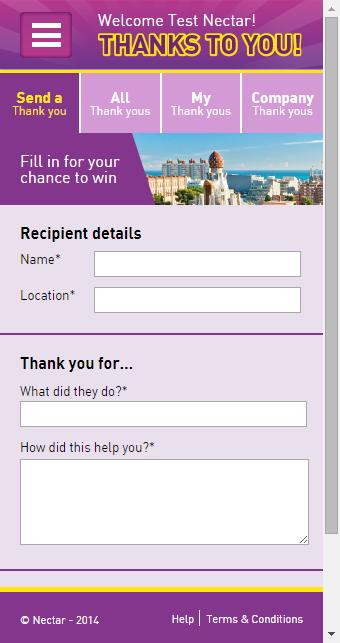 Welcome Test Nectar!
THANKS TO YOU!
Send a
Thank you
All
Thank yous
My
Thank yous
Company
Thank yous
Fill in for your
chance to win
Recipient details
Name*
Location*
Thank you for...
What did they do?*
How did this help you?*
© Nectar - 2014
Help
Terms & Conditions